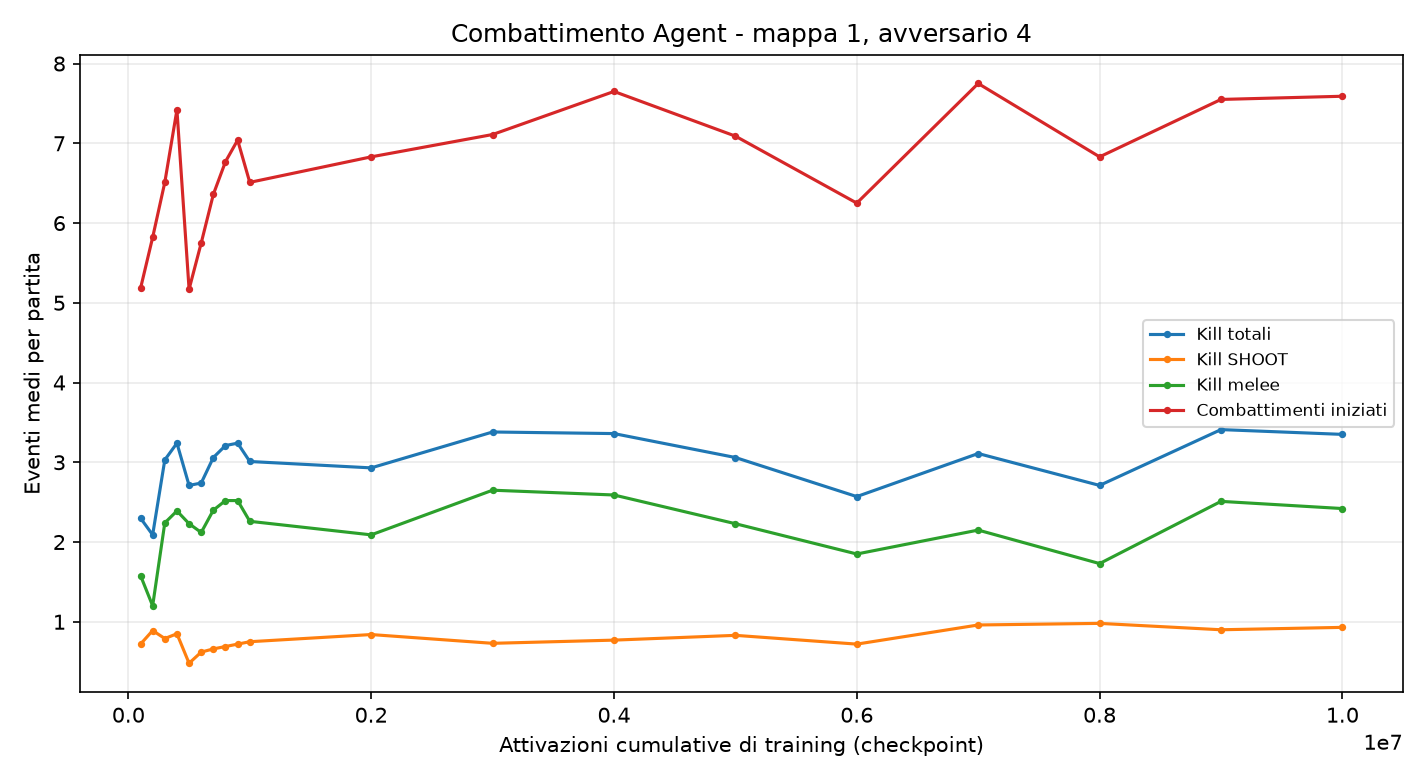 Combattimento Agent - mappa 1, avversario 4
Eventi medi per partita
8
7
6
5
4
3
2
1
Kill totali
Kill SHOOT
Kill melee
Combattimenti iniziati
0.0 0.2 0.4 0.6 0.8 1.0
1e7
Attivazioni cumulative di training (checkpoint)